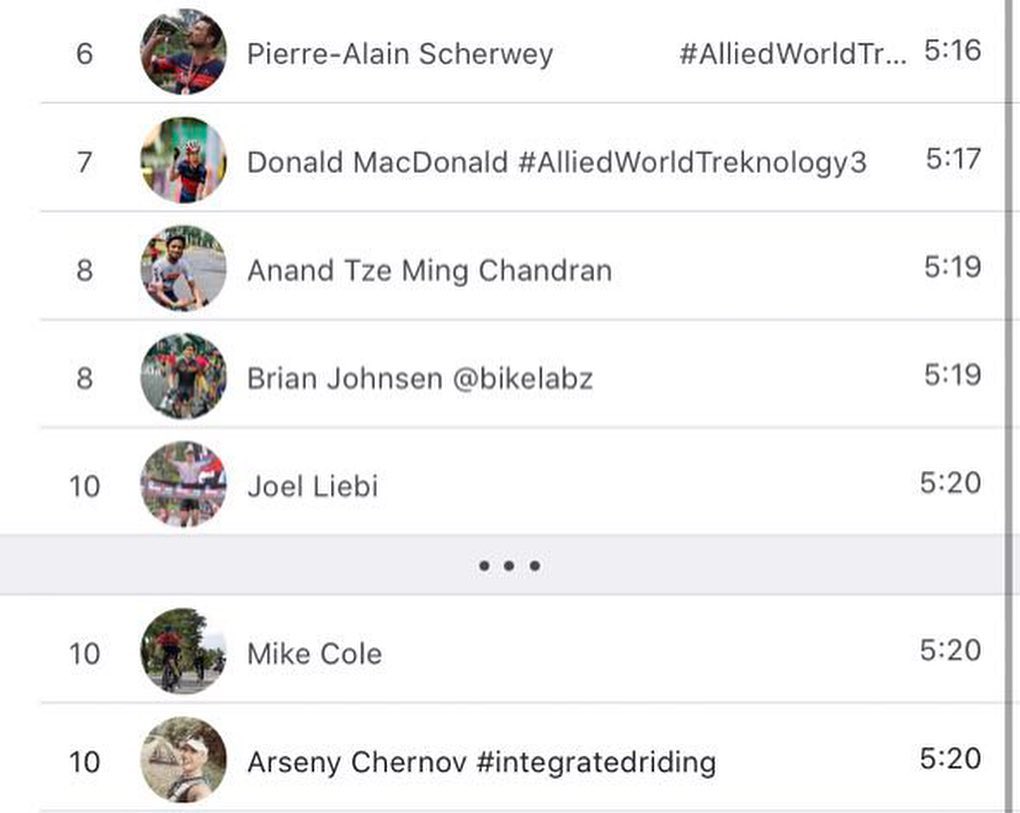 6 Pierre-Alain Scherwey #AlliedWorldTr... 5:16
7 Donald MacDonald #AlliedWorldTreknology3 5:17
8 Anand Tze Ming Chandran 5:19
8 Brian Johnsen @bikelabz 5:19
10 Joel Liebi 5:20
10 Mike Cole 5:20
10 Arseny Chernov #integratedriding 5:20